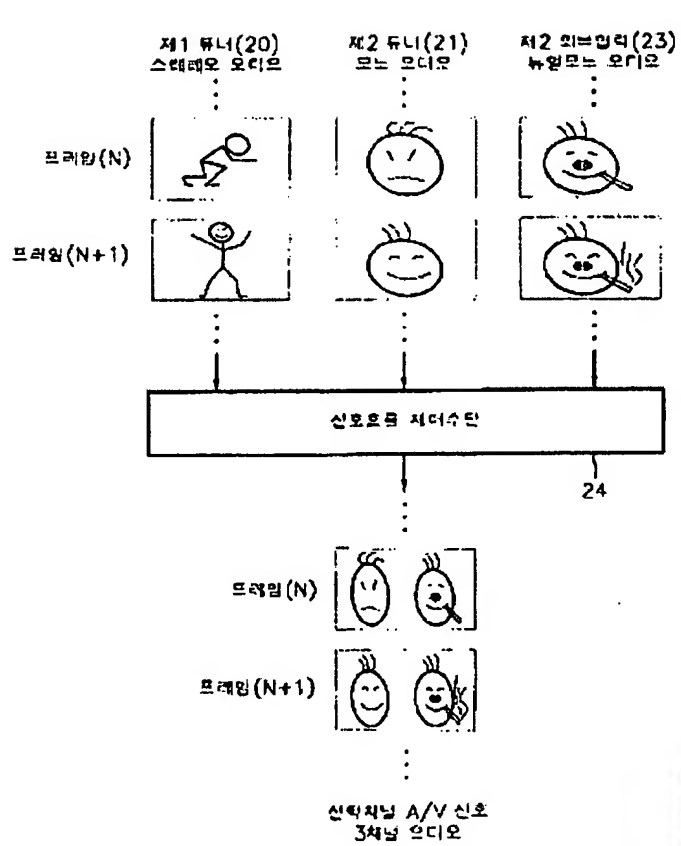 제1 튜너(20)
스테레오 오디오
제2 튜너(21)
모노 오디오
제2 외부입력(23)
듀얼모노 오디오
프레임(N)
프레임(N+1)
신호흐름 제어수단
24
프레임(N)
프레임(N+1)
선택채널 A/V 신호
3채널 오디오